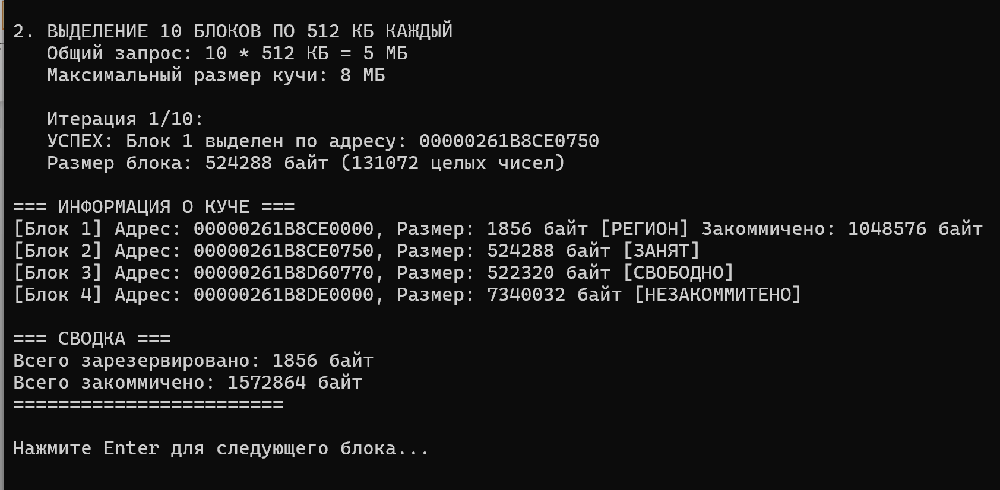 2. ВЫДЕЛЕНИЕ 10 БЛОКОВ ПО 512 КБ КАЖДЫЙ
Общий запрос: 10 * 512 КБ = 5 МБ
Максимальный размер кучи: 8 МБ
Итерация 1/10:
УСПЕХ: Блок 1 выделен по адресу: 00000261B8CE0750
Размер блока: 524288 байт (131072 целых чисел)
=== ИНФОРМАЦИЯ О КУЧЕ ===
[Блок 1] Адрес: 00000261B8CE0000, Размер: 1856 байт [РЕГИОН] Закоммичено: 1048576 байт
[Блок 2] Адрес: 00000261B8CE0750, Размер: 524288 байт [ЗАНЯТ]
[Блок 3] Адрес: 00000261B8D60770, Размер: 522320 байт [СВОБОДНО]
[Блок 4] Адрес: 00000261B8DE0000, Размер: 7340032 байт [НЕЗАКОММИТЕНО]
=== СВОДКА ===
Всего зарезервировано: 1856 байт
Всего закоммичено: 1572864 байт
========================
Нажмите Enter для следующего блока...